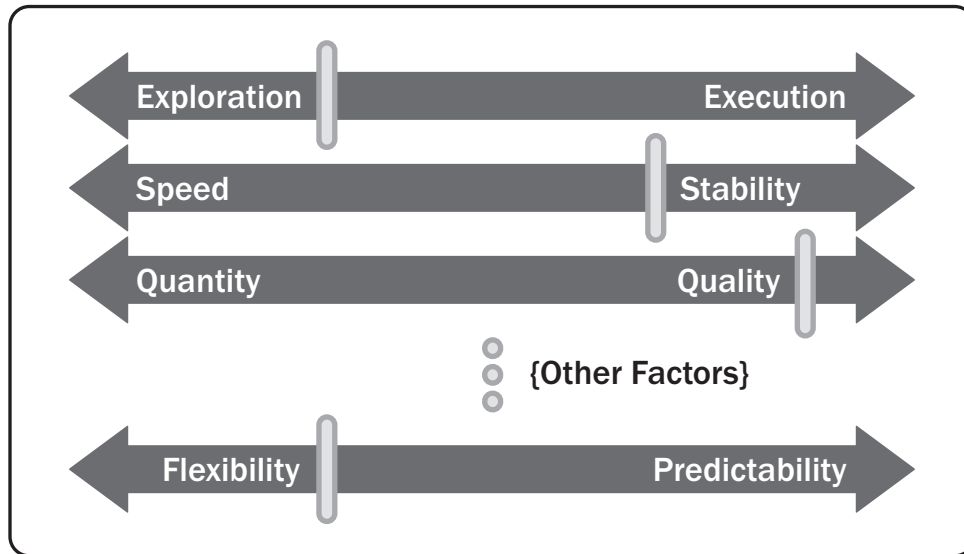 Exploration Execution
Speed Stability
Quantity Quality
{Other Factors}
Flexibility Predictability